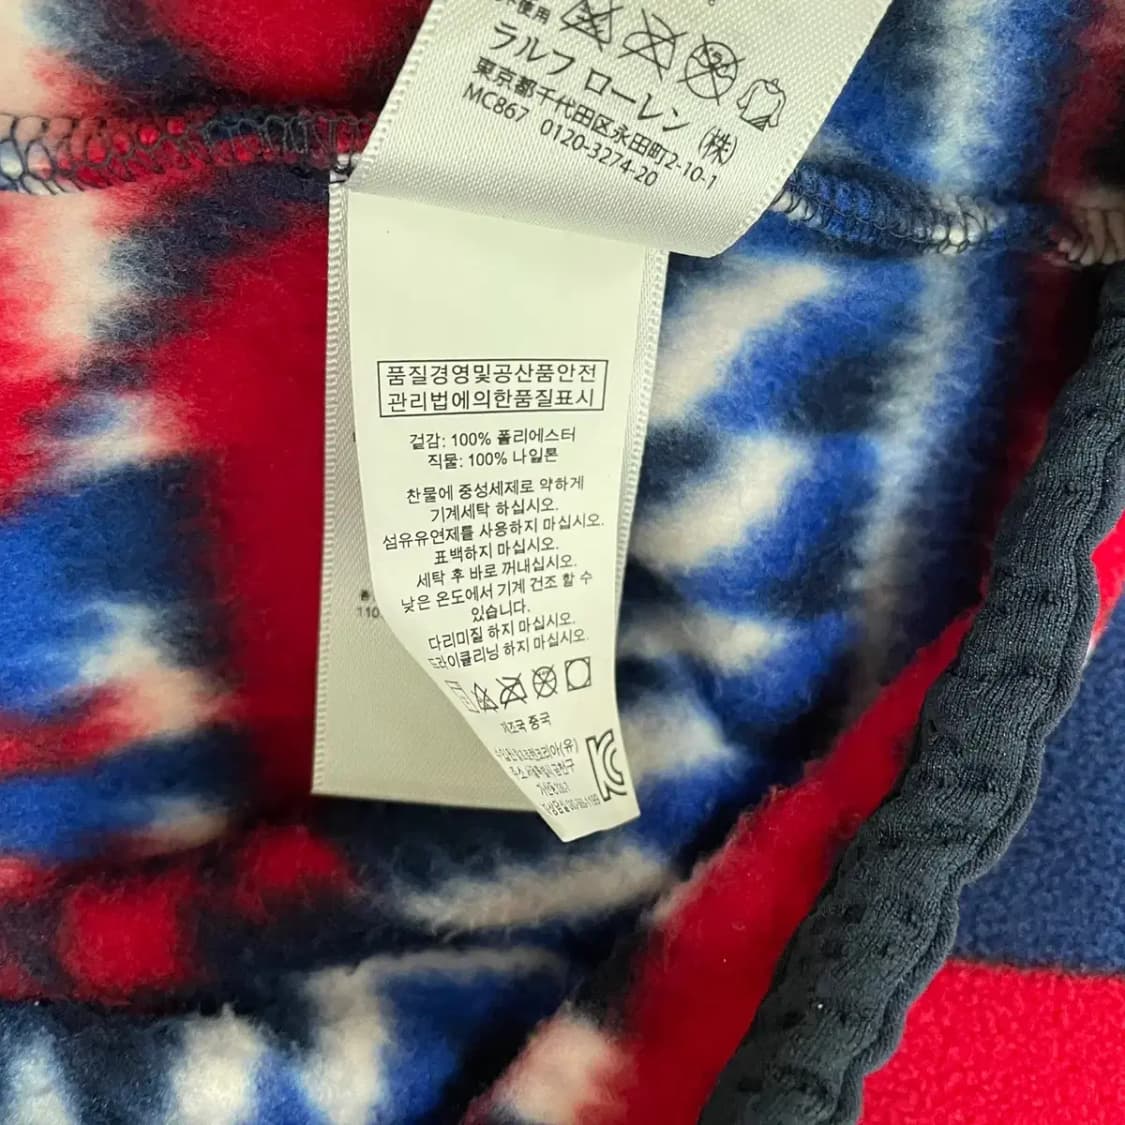 ラルフ ローレン (株)
東京都千代田区永田町2-10-1
MC867 0120-3274-20
품질경영및공산품안전
관리법에의한품질표시
겉감: 100% 폴리에스터
직물: 100% 나일론
찬물에 중성세제로 약하게
기계세탁 하십시오.
섬유유연제를 사용하지 마십시오.
표백하지 마십시오.
세탁 후 바로 꺼내십시오.
낮은 온도에서 기계 건조 할 수
있습니다.
다리미질 하지 마십시오.
드라이클리닝 하지 마십시오.
제조국 중국
110